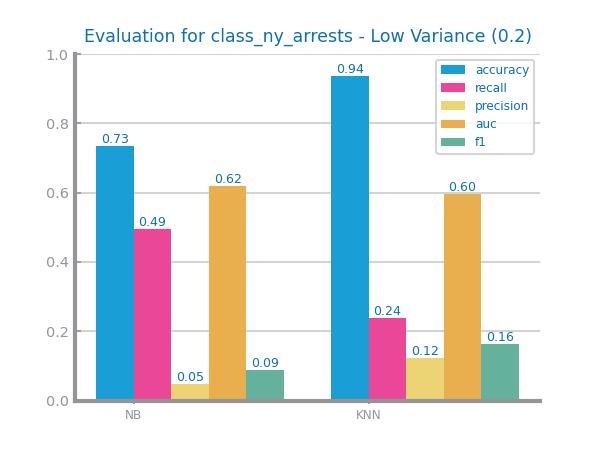 Evaluation for class_ny_arrests - Low Variance (0.2)
1.0
0.8
0.6
0.4
0.2
0.0
0.73
0.49
0.05
0.62
0.09
0.94
0.24
0.12
0.60
0.16
accuracy
recall
precision
auc
f1
NB
KNN